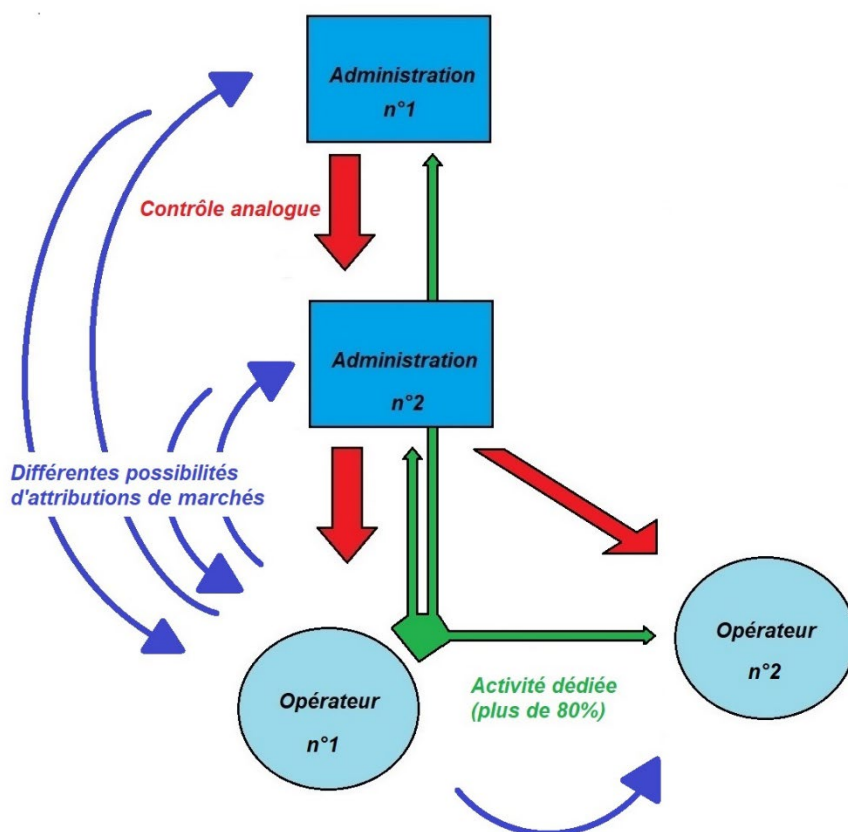 Administration
n°1
Contrôle analogue
Administration
n°2
Différentes possibilités
d'attributions de marchés
Opérateur
n°2
Opérateur
n°1
Activité dédiée
(plus de 80%)